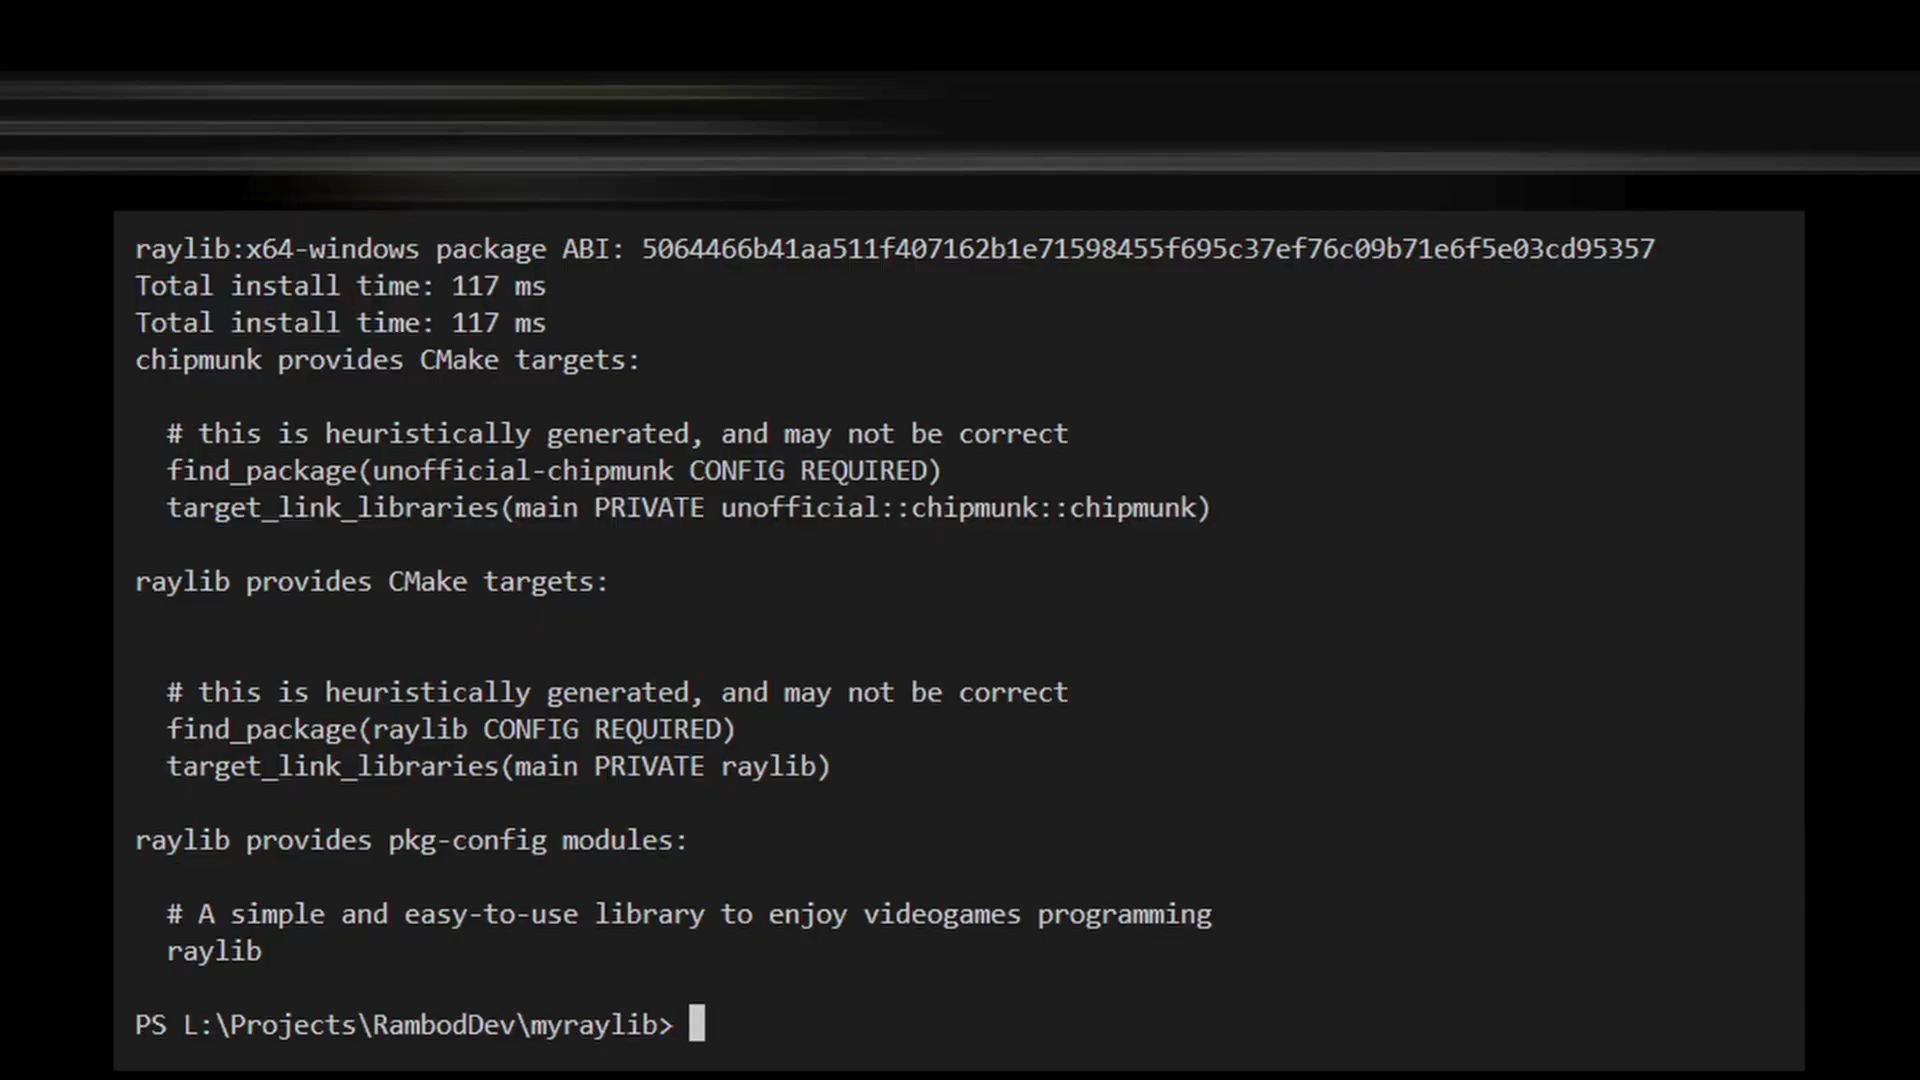 raylib:x64-windows package ABI: 5064466b41aa511f407162b1e71598455f695c37ef76c09b71e6f5e03cd95357
Total install time: 117 ms
Total install time: 117 ms
chipmunk provides CMake targets:
# this is heuristically generated, and may not be correct
find_package(unofficial-chipmunk CONFIG REQUIRED)
target_link_libraries(main PRIVATE unofficial::chipmunk::chipmunk)
raylib provides CMake targets:
# this is heuristically generated, and may not be correct
find_package(raylib CONFIG REQUIRED)
target_link_libraries(main PRIVATE raylib)
raylib provides pkg-config modules:
# A simple and easy-to-use library to enjoy videogames programming
raylib
PS L:\Projects\RambodDev\myraylib>